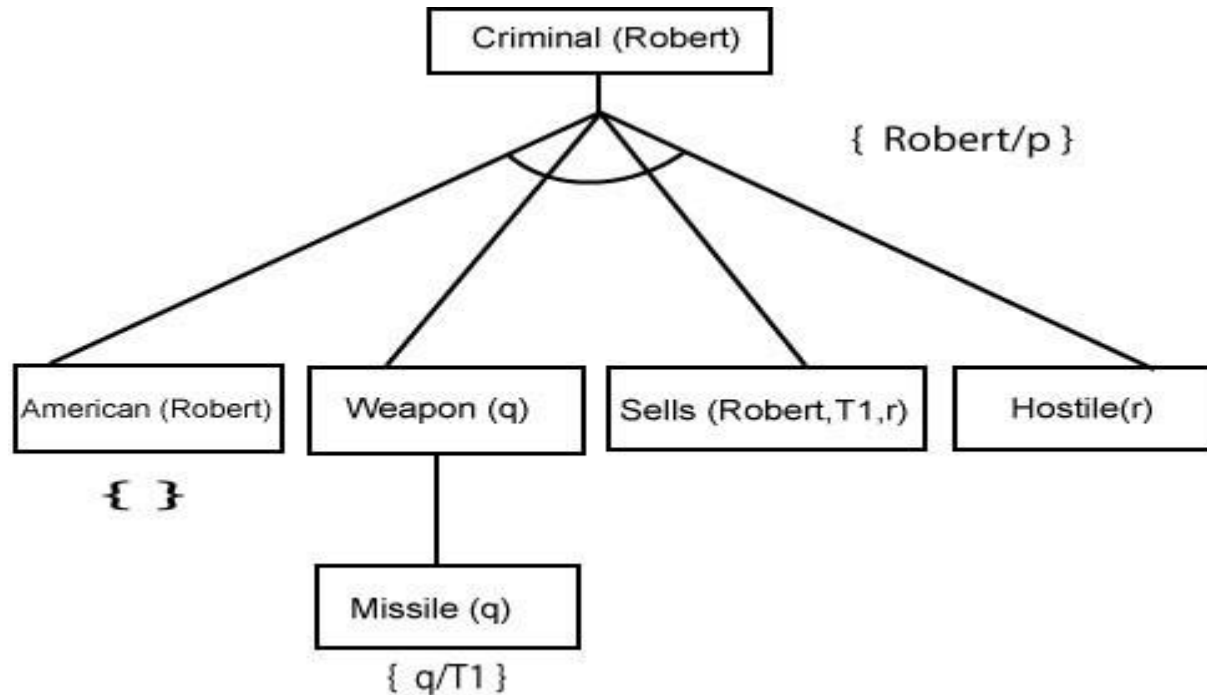 Criminal (Robert)
{ Robert/p }
American (Robert)
Weapon (q)
Sells (Robert,T1,r)
Hostile(r)
{ }
Missile (q)
{ q/T1 }